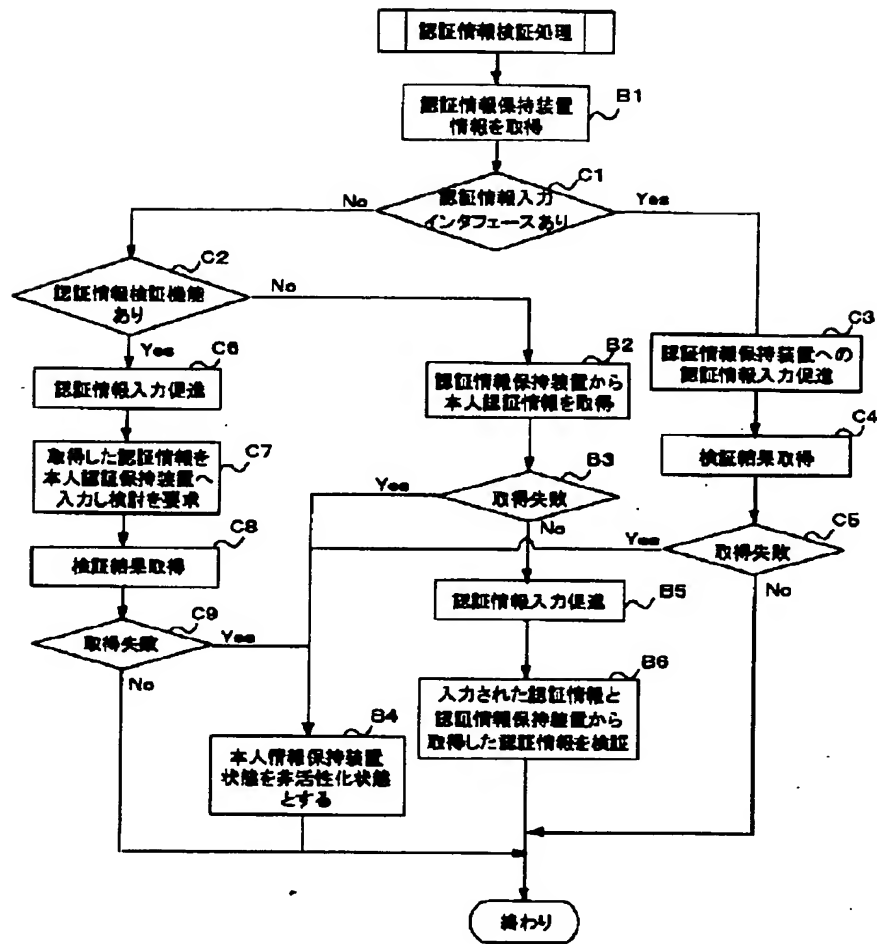 認証情報検証処理
B1
認証情報保持装置
情報を取得
C1
No
認証情報入力
インタフェースあり
Yes
C2
認証情報検証機能
あり
No
Yes
C3
認証情報保持装置への
認証情報入力促進
C6
認証情報入力促進
B2
認証情報保持装置から
本人認証情報を取得
C4
検証結果取得
C7
取得した認証情報を
本人認証保持装置へ
入力し検討を要求
B3
Yes
取得失敗
No
C5
Yes
取得失敗
No
C8
検証結果取得
B5
認証情報入力促進
C9
取得失敗
Yes
No
B6
入力された認証情報と
認証情報保持装置から
取得した認証情報を検証
B4
本人情報保持装置
状態を非活性化状態
とする
終わり